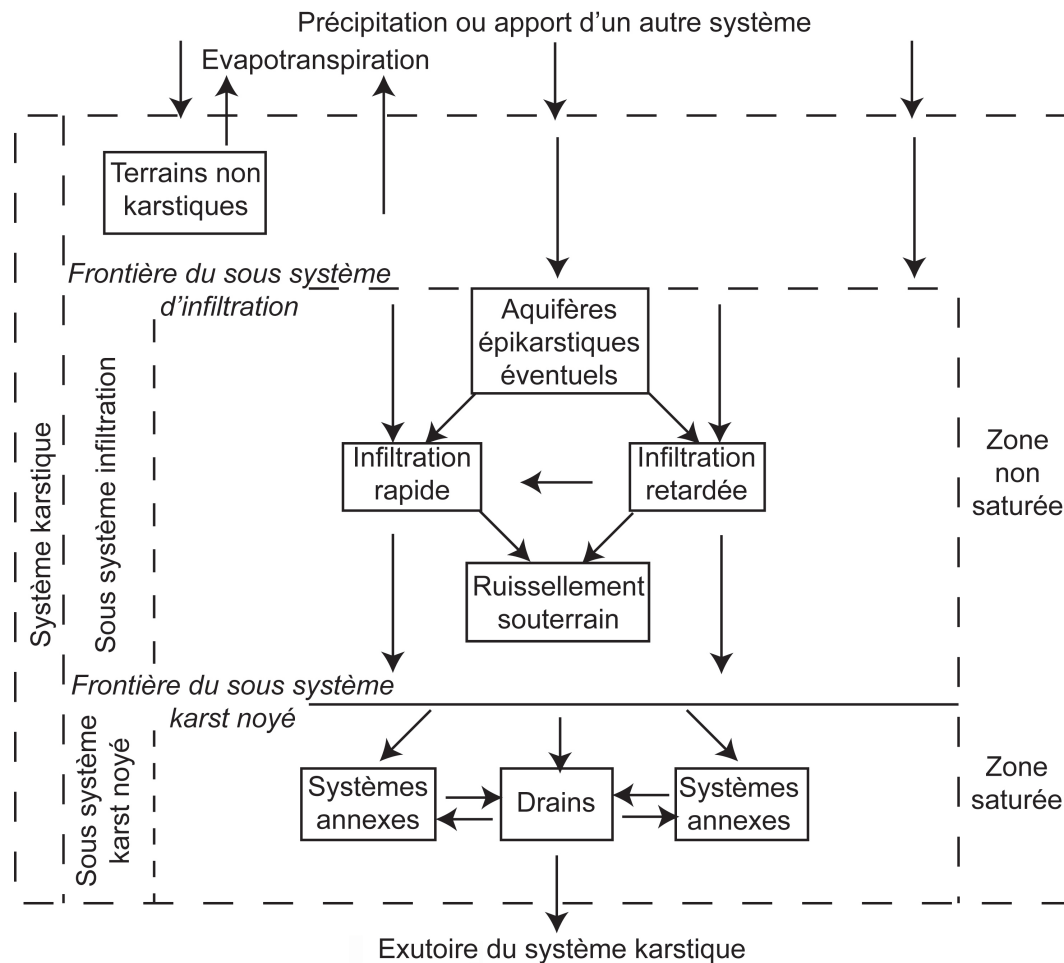 Précipitation ou apport d’un autre système
Evapotranspiration
Terrains non
karstiques
Frontière du sous système
d’infiltration
Aquifères
épikarstiques
éventuels
Système karstique
Sous système infiltration
Infiltration
rapide
Infiltration
retardée
Zone
non
saturée
Ruissellement
souterrain
Frontière du sous système
karst noyé
Sous système
karst noyé
Systèmes
annexes
Drains
Systèmes
annexes
Zone
saturée
Exutoire du système karstique